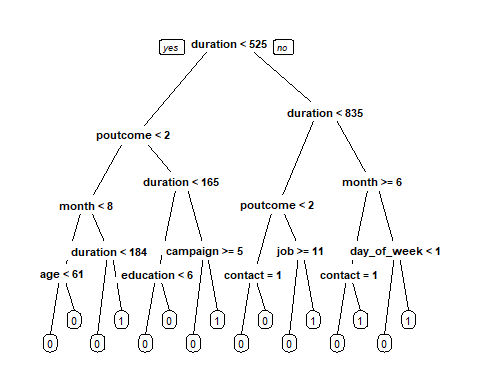 yes duration < 525 no
duration < 835
poutcome < 2
duration < 165 month >= 6
month < 8 poutcome < 2
duration < 184 campaign >= 5 job >= 11 day_of_week < 1
age < 61 education < 6 contact = 1 contact = 1
0 1 0 1 0 1 1 1
0 0 0 0 0 0 0 0